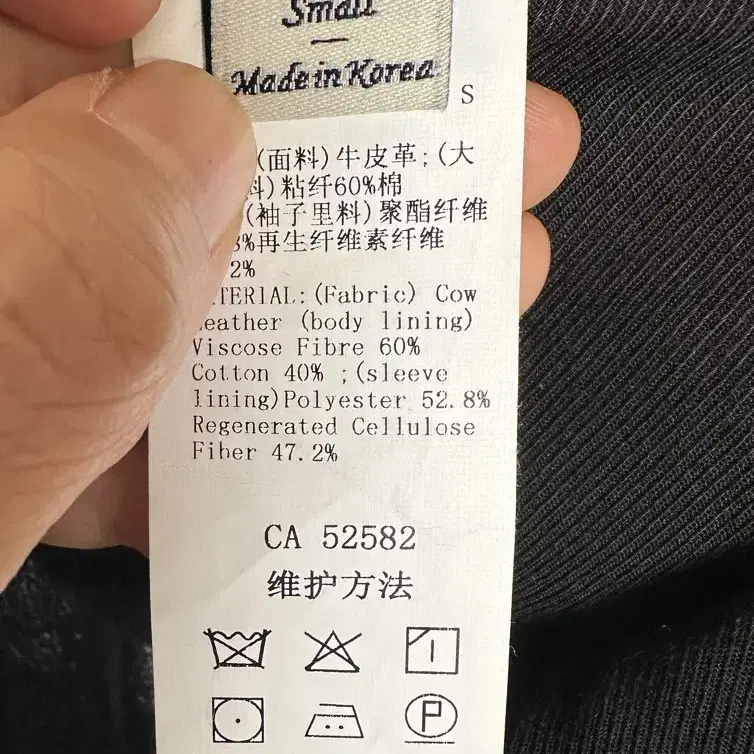 Small
Made in Korea
S
(面料)牛皮革;(大
料)粘纤60%棉
(袖子里料)聚酯纤维
8%再生纤维素纤维
2%
TERIAL:(Fabric) Cow
eather (body lining)
Viscose Fibre 60%
Cotton 40% ;(sleeve
lining)Polyester 52.8%
Regenerated Cellulose
Fiber 47.2%
CA 52582
维护方法
P